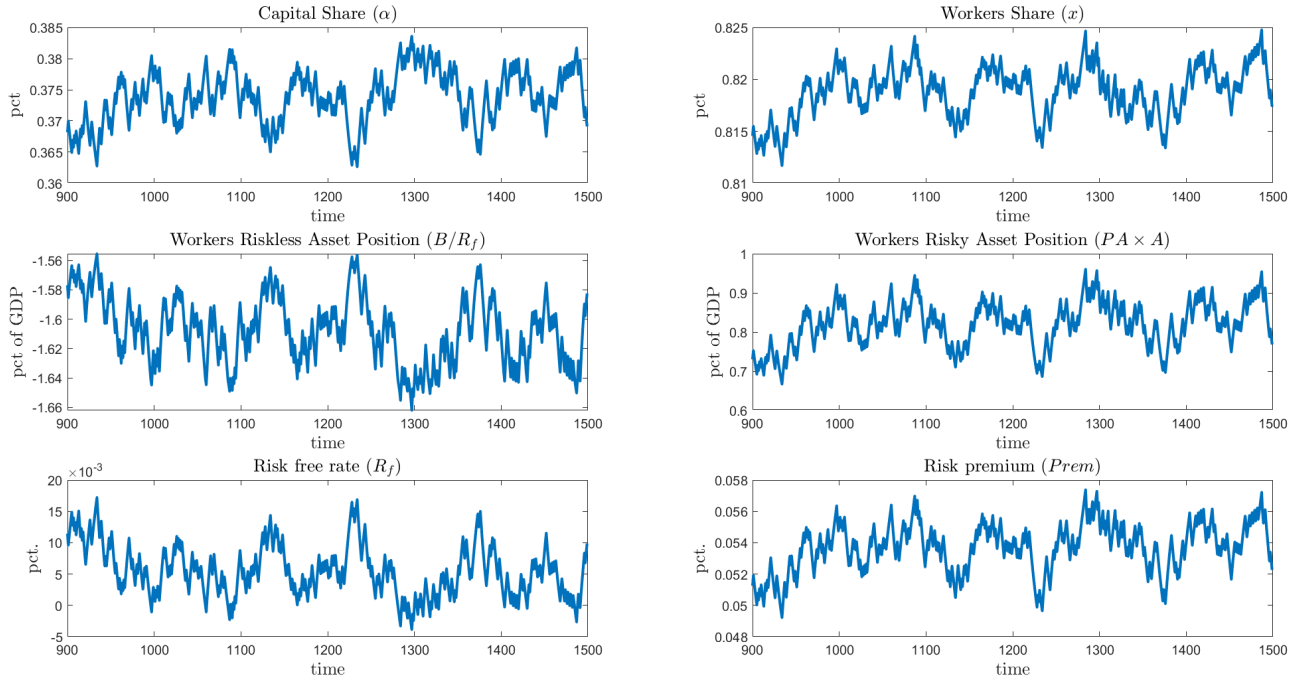 Capital Share (α)
0.385
0.38
0.375
0.37
0.365
0.36
pct
900 1000 1100 1200 1300 1400 1500
time
Workers Share (x)
0.825
0.82
0.815
0.81
pct
900 1000 1100 1200 1300 1400 1500
time
Workers Riskless Asset Position (B/R_f)
-1.56
-1.58
-1.6
-1.62
-1.64
-1.66
pct of GDP
900 1000 1100 1200 1300 1400 1500
time
Workers Risky Asset Position (PA × A)
1
0.9
0.8
0.7
0.6
pct of GDP
900 1000 1100 1200 1300 1400 1500
time
Risk free rate (R_f)
×10⁻³
20
15
10
5
0
-5
pct.
900 1000 1100 1200 1300 1400 1500
time
Risk premium (Prem)
0.058
0.056
0.054
0.052
0.05
0.048
pct.
900 1000 1100 1200 1300 1400 1500
time